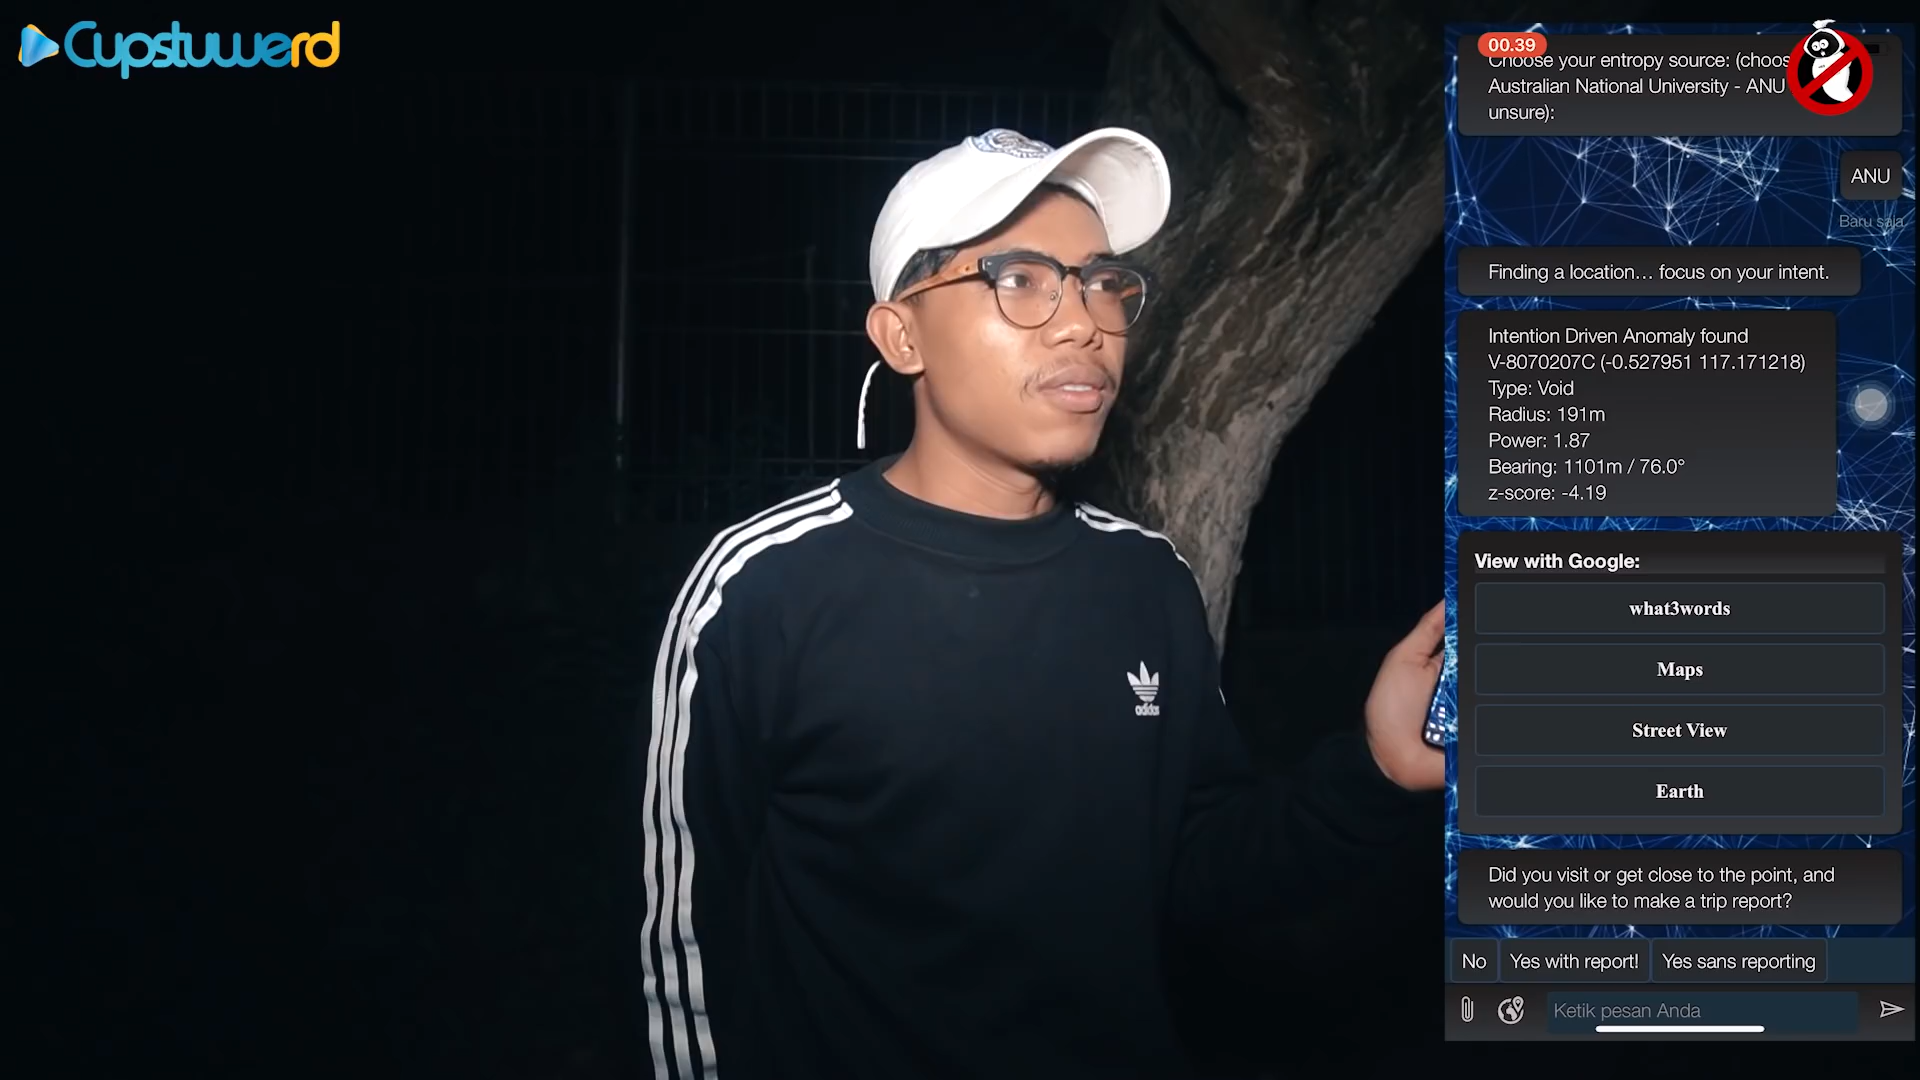 Cupstuwerd
00.39
Choose your entropy source: (choos
Australian National University - ANU
unsure):
ANU
Baru saja
Finding a location... focus on your intent.
Intention Driven Anomaly found
V-8070207C (-0.527951 117.171218)
Type: Void
Radius: 191m
Power: 1.87
Bearing: 1101m / 76.0°
z-score: -4.19
View with Google:
what3words
Maps
Street View
Earth
Did you visit or get close to the point, and
would you like to make a trip report?
No
Yes with report!
Yes sans reporting
Ketik pesan Anda
adidas